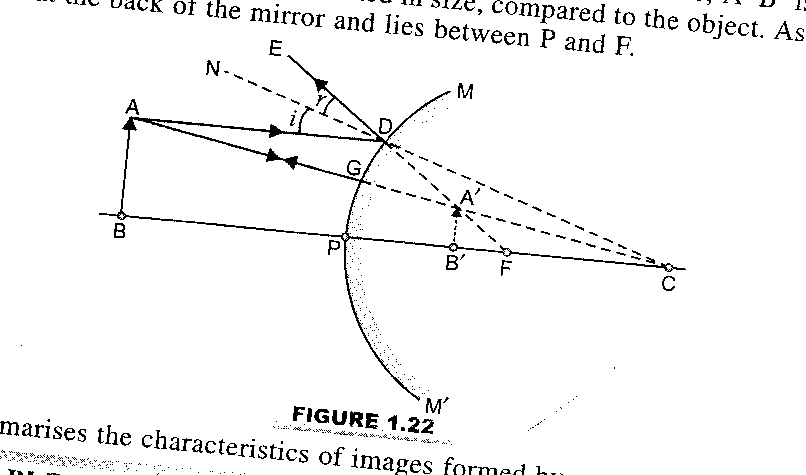 in size, compared to the object. As
the back of the mirror and lies between P and F.
E
N
M
A
i
r
D
G
A′
B
P
B′
F
C
M′
FIGURE 1.22
marises the characteristics of images formed